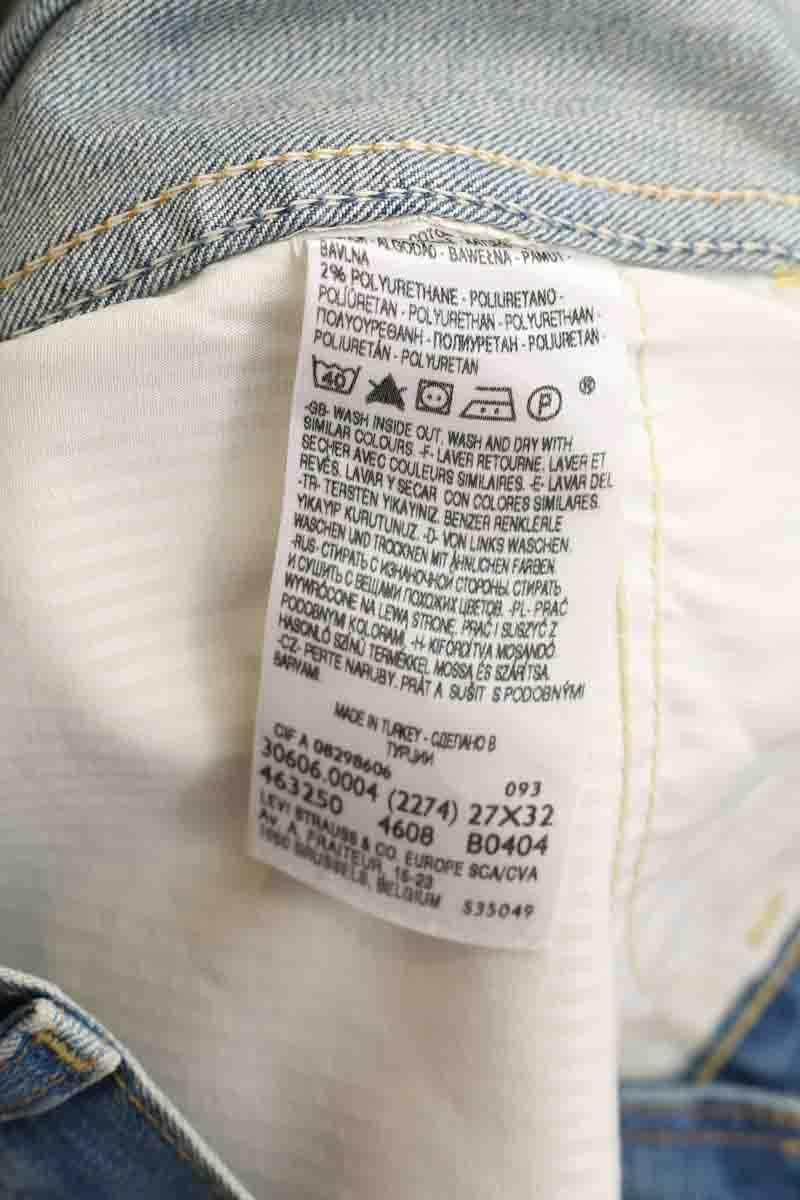 ALGODÃO - BAWEŁNA - PAMUT -
BAVLNA
2% POLYURETHANE - POLIURETANO -
POLIÜRETAN - POLYURETHAN - POLYURETHAAN -
ΠΟΛΥΟΥΡΕΘΑΝΗ - ПОЛИУРЕТАН - POLIURETAN -
POLIURETÁN - POLYURETAN
40 P ®
-GB- WASH INSIDE OUT. WASH AND DRY WITH
SIMILAR COLOURS. -F- LAVER RETOURNE. LAVER ET
SECHER AVEC COULEURS SIMILAIRES. -E- LAVAR DEL
REVÉS. LAVAR Y SECAR CON COLORES SIMILARES.
-TR- TERSTEN YIKAYINIZ. BENZER RENKLERLE
YIKAYIP KURUTUNUZ. -D- VON LINKS WASCHEN.
WASCHEN UND TROCKNEN MIT ÄHNLICHEN FARBEN
-RUS- СТИРАТЬ С ИЗНАНОЧНОЙ СТОРОНЫ. СТИРАТЬ
И СУШИТЬ С ВЕЩАМИ ПОХОЖИХ ЦВЕТОВ. -PL- PRAĆ
WYWRÓCONE NA LEWĄ STRONĘ. PRAĆ I SUSZYĆ Z
PODOBNYMI KOLORAMI. -H- KIFORDÍTVA MOSANDÓ
HASONLÓ SZÍNŰ TERMÉKKEL MOSSA ÉS SZÁRÍTSA.
-CZ- PERTE NARUBY. PRÁT A SUŠIT S PODOBNÝMI
BARVAMI.
MADE IN TURKEY - СДЕЛАНО В
ТУРЦИИ
CIF A 08298606 093
30606.0004 (2274) 27X32
463250 4608 B0404
LEVI STRAUSS & CO. EUROPE SCA/CVA
AV. A. FRAITEUR, 15-23
1050 BRUSSELS, BELGIUM S35049